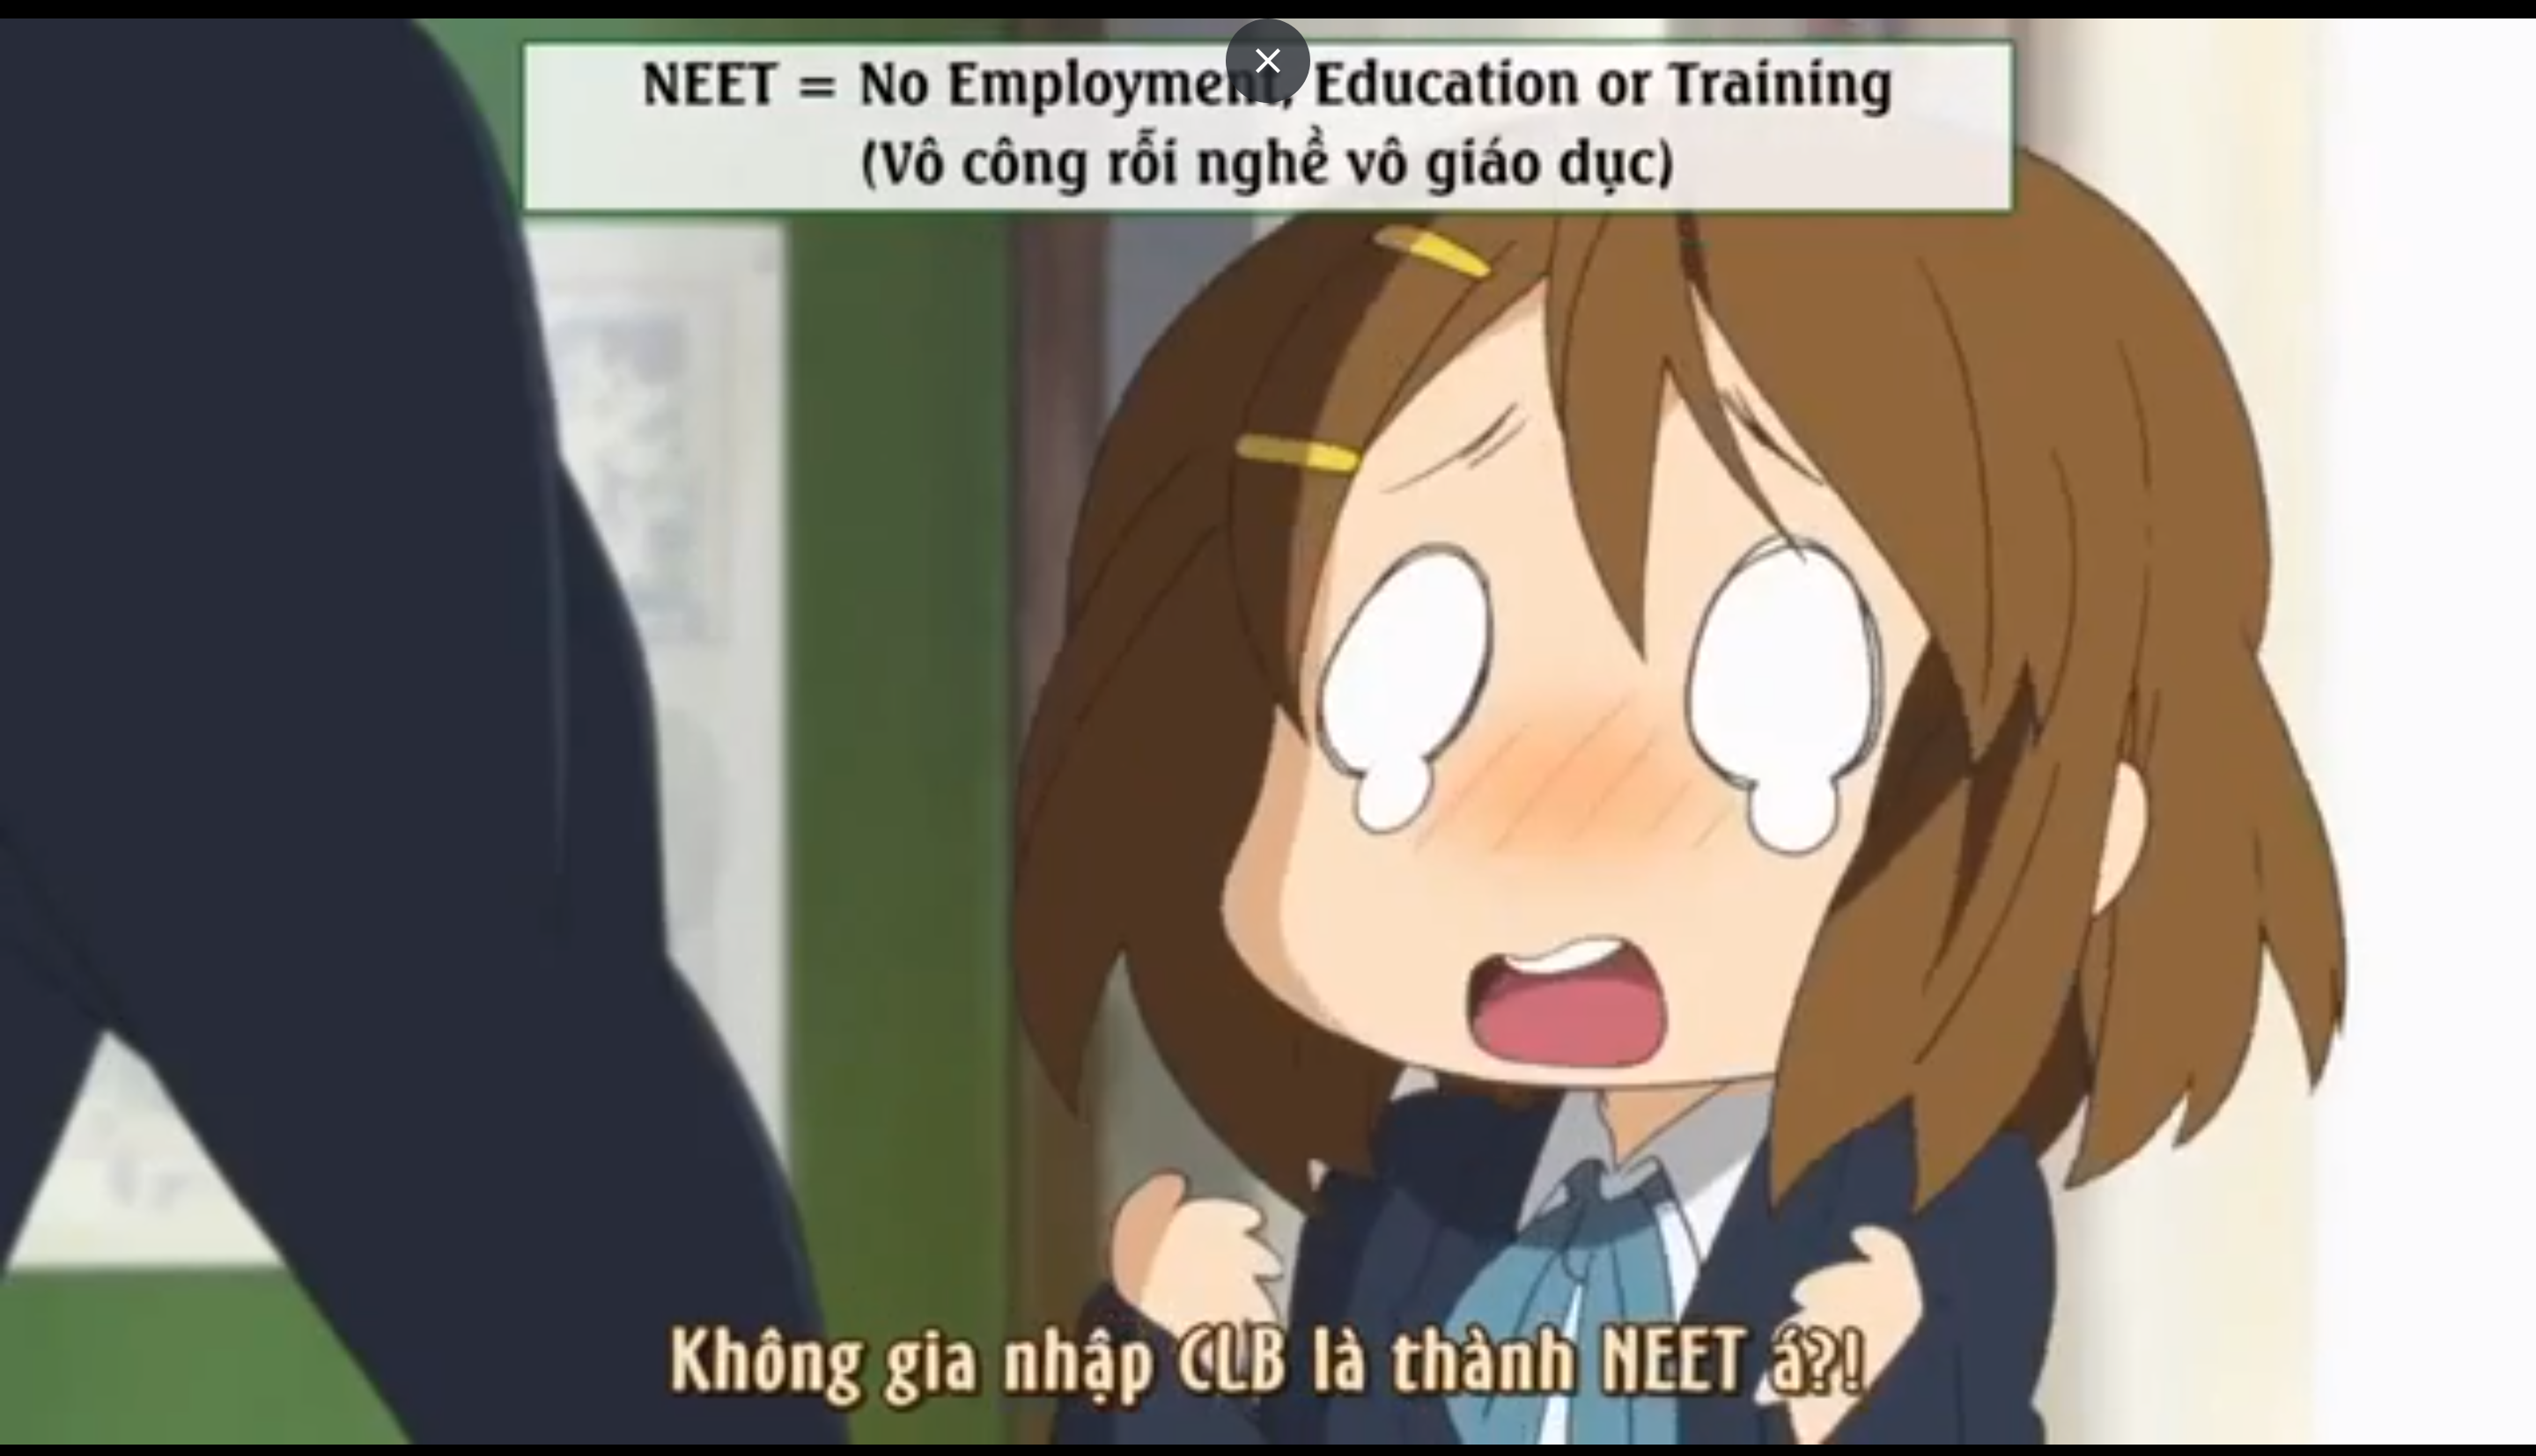 NEET = No Employment, Education or Training
(Vô công rỗi nghề vô giáo dục)
Không gia nhập CLB là thành NEET á?!